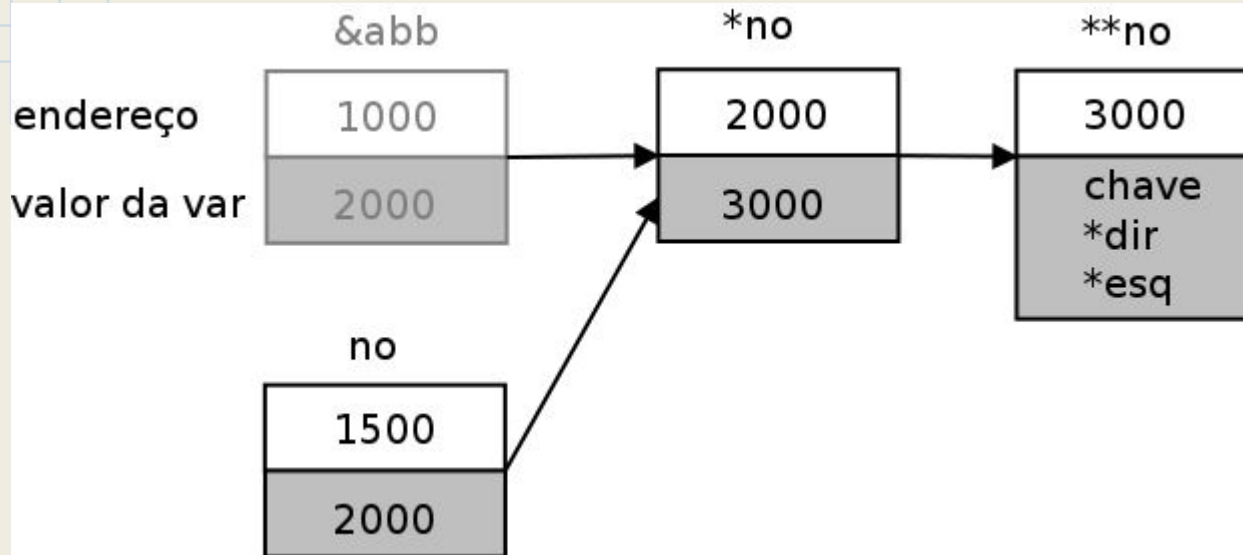 &abb
*no
**no
endereço
1000
2000
3000
valor da var
2000
3000
chave
*dir
*esq
no
1500
2000